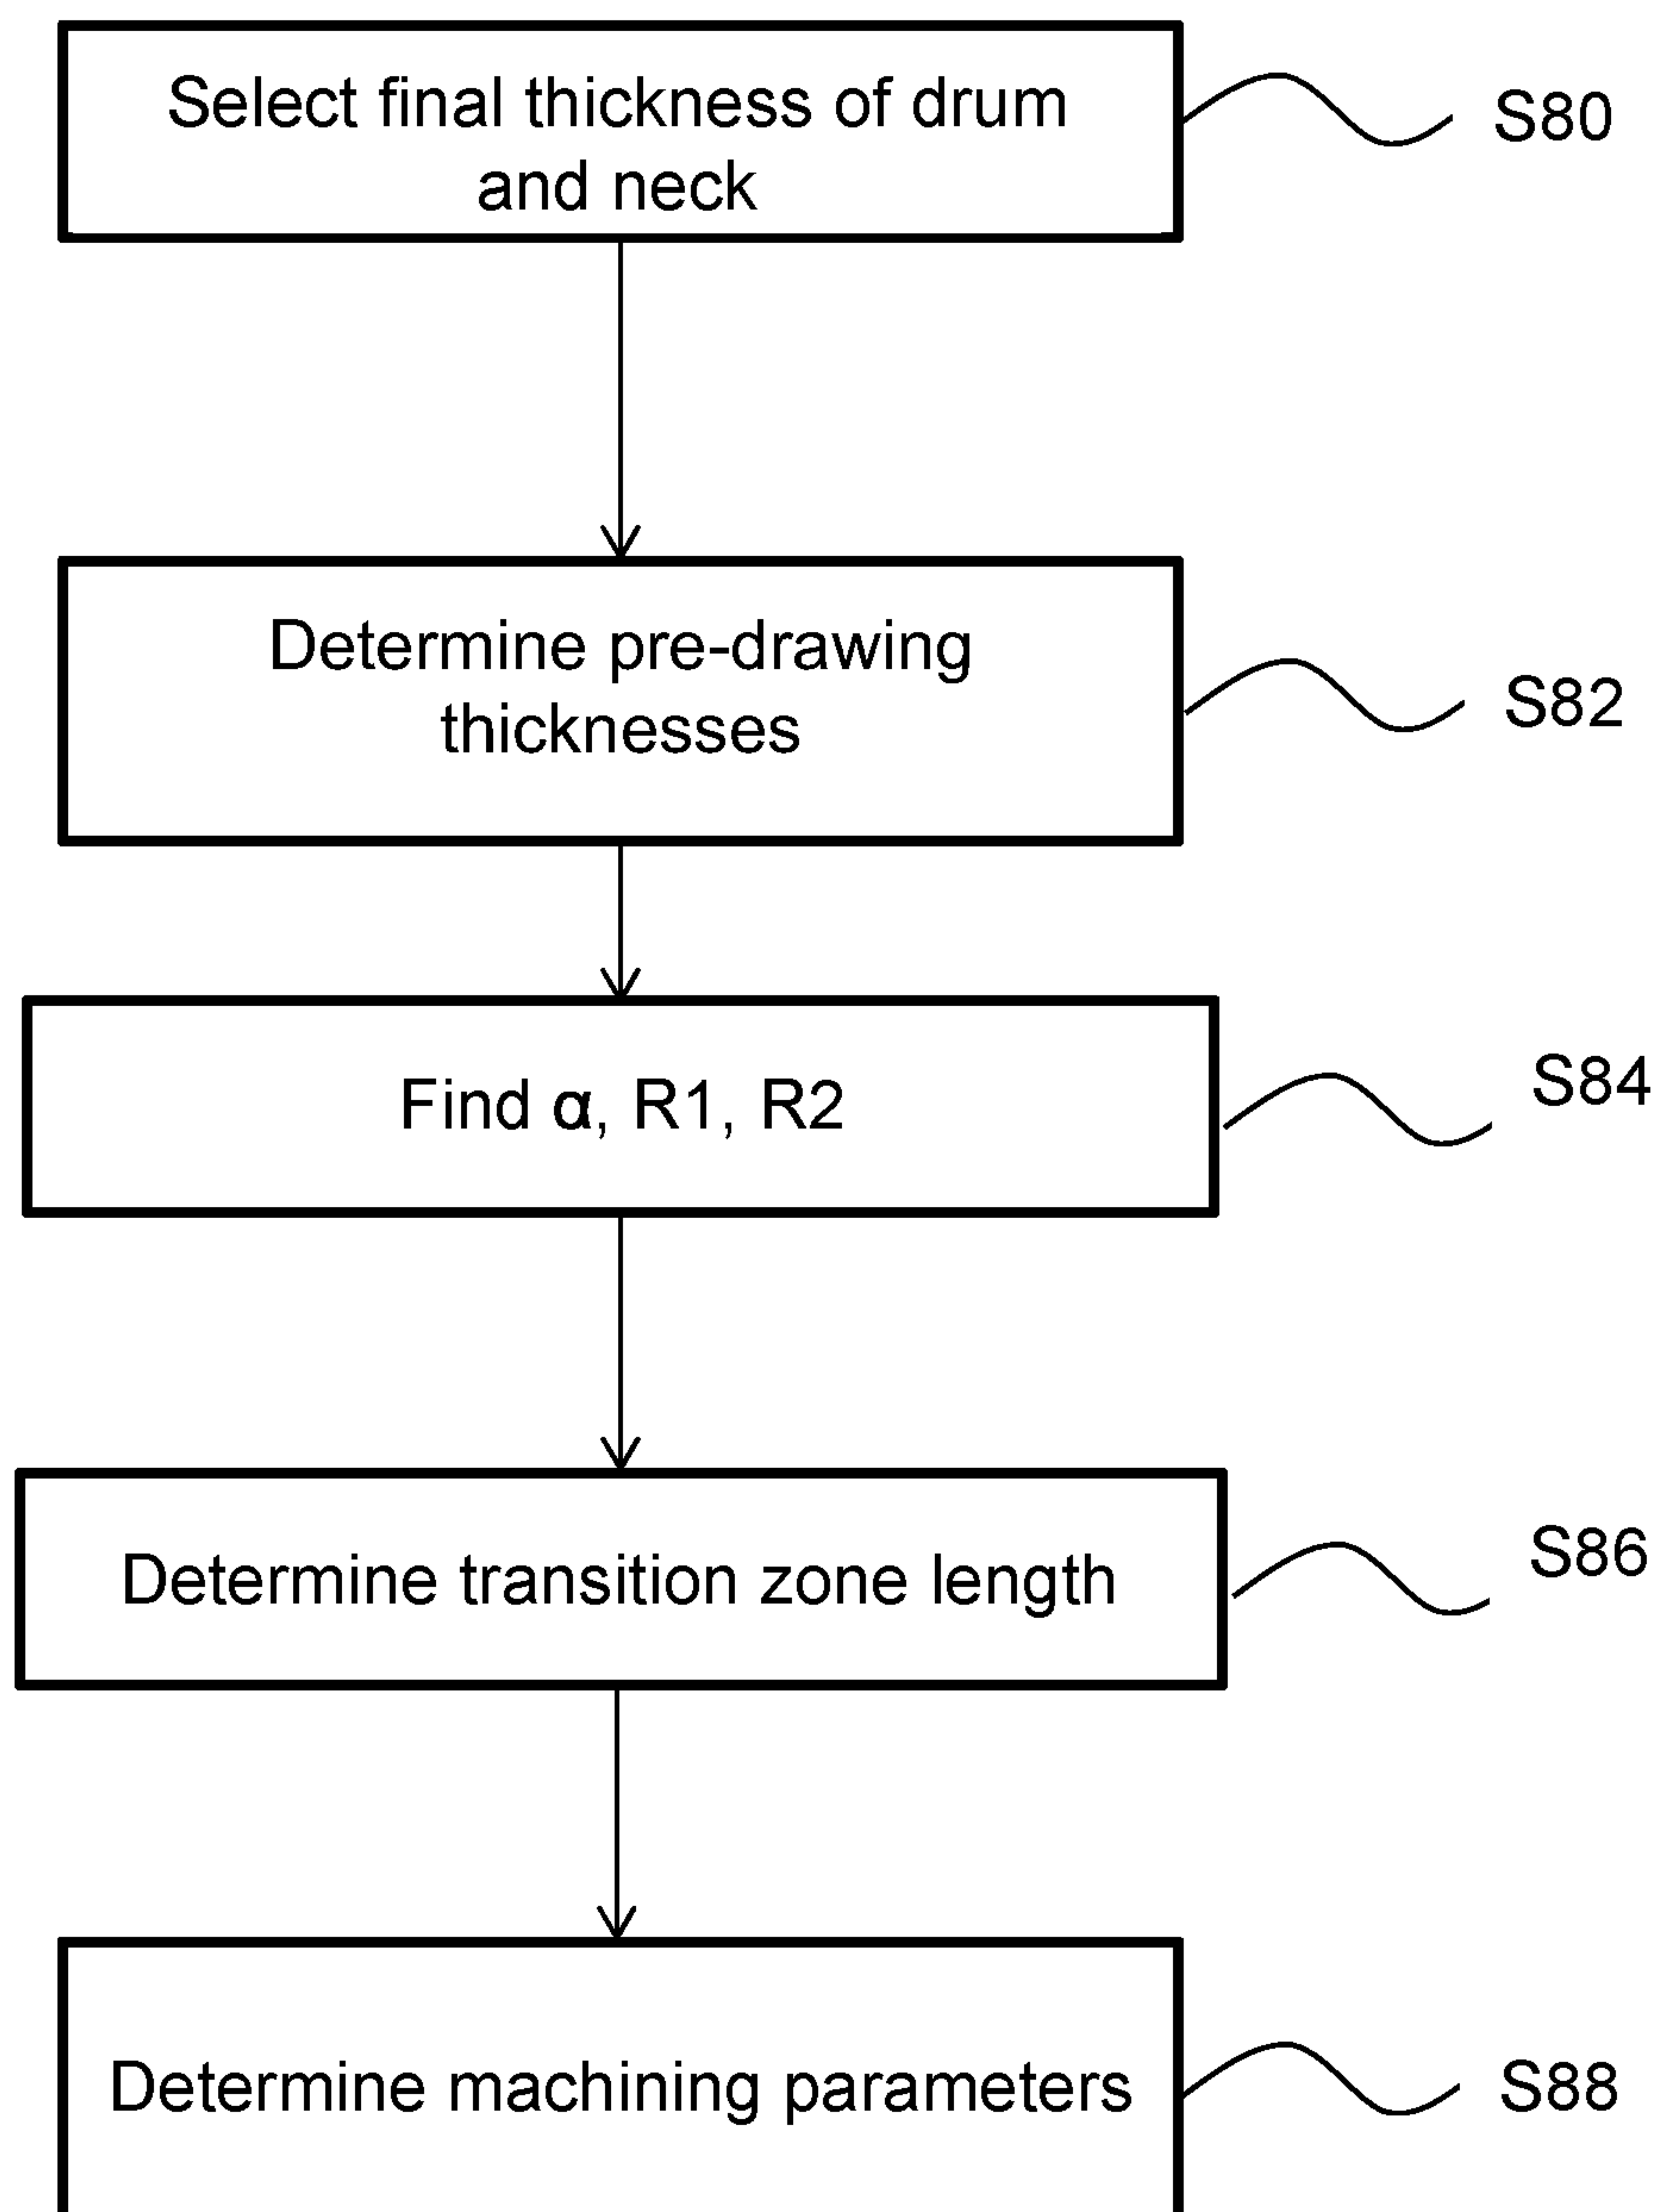 Select final thickness of drum
and neck
S80
Determine pre-drawing
thicknesses
S82
Find α, R1, R2
S84
Determine transition zone length
S86
Determine machining parameters
S88